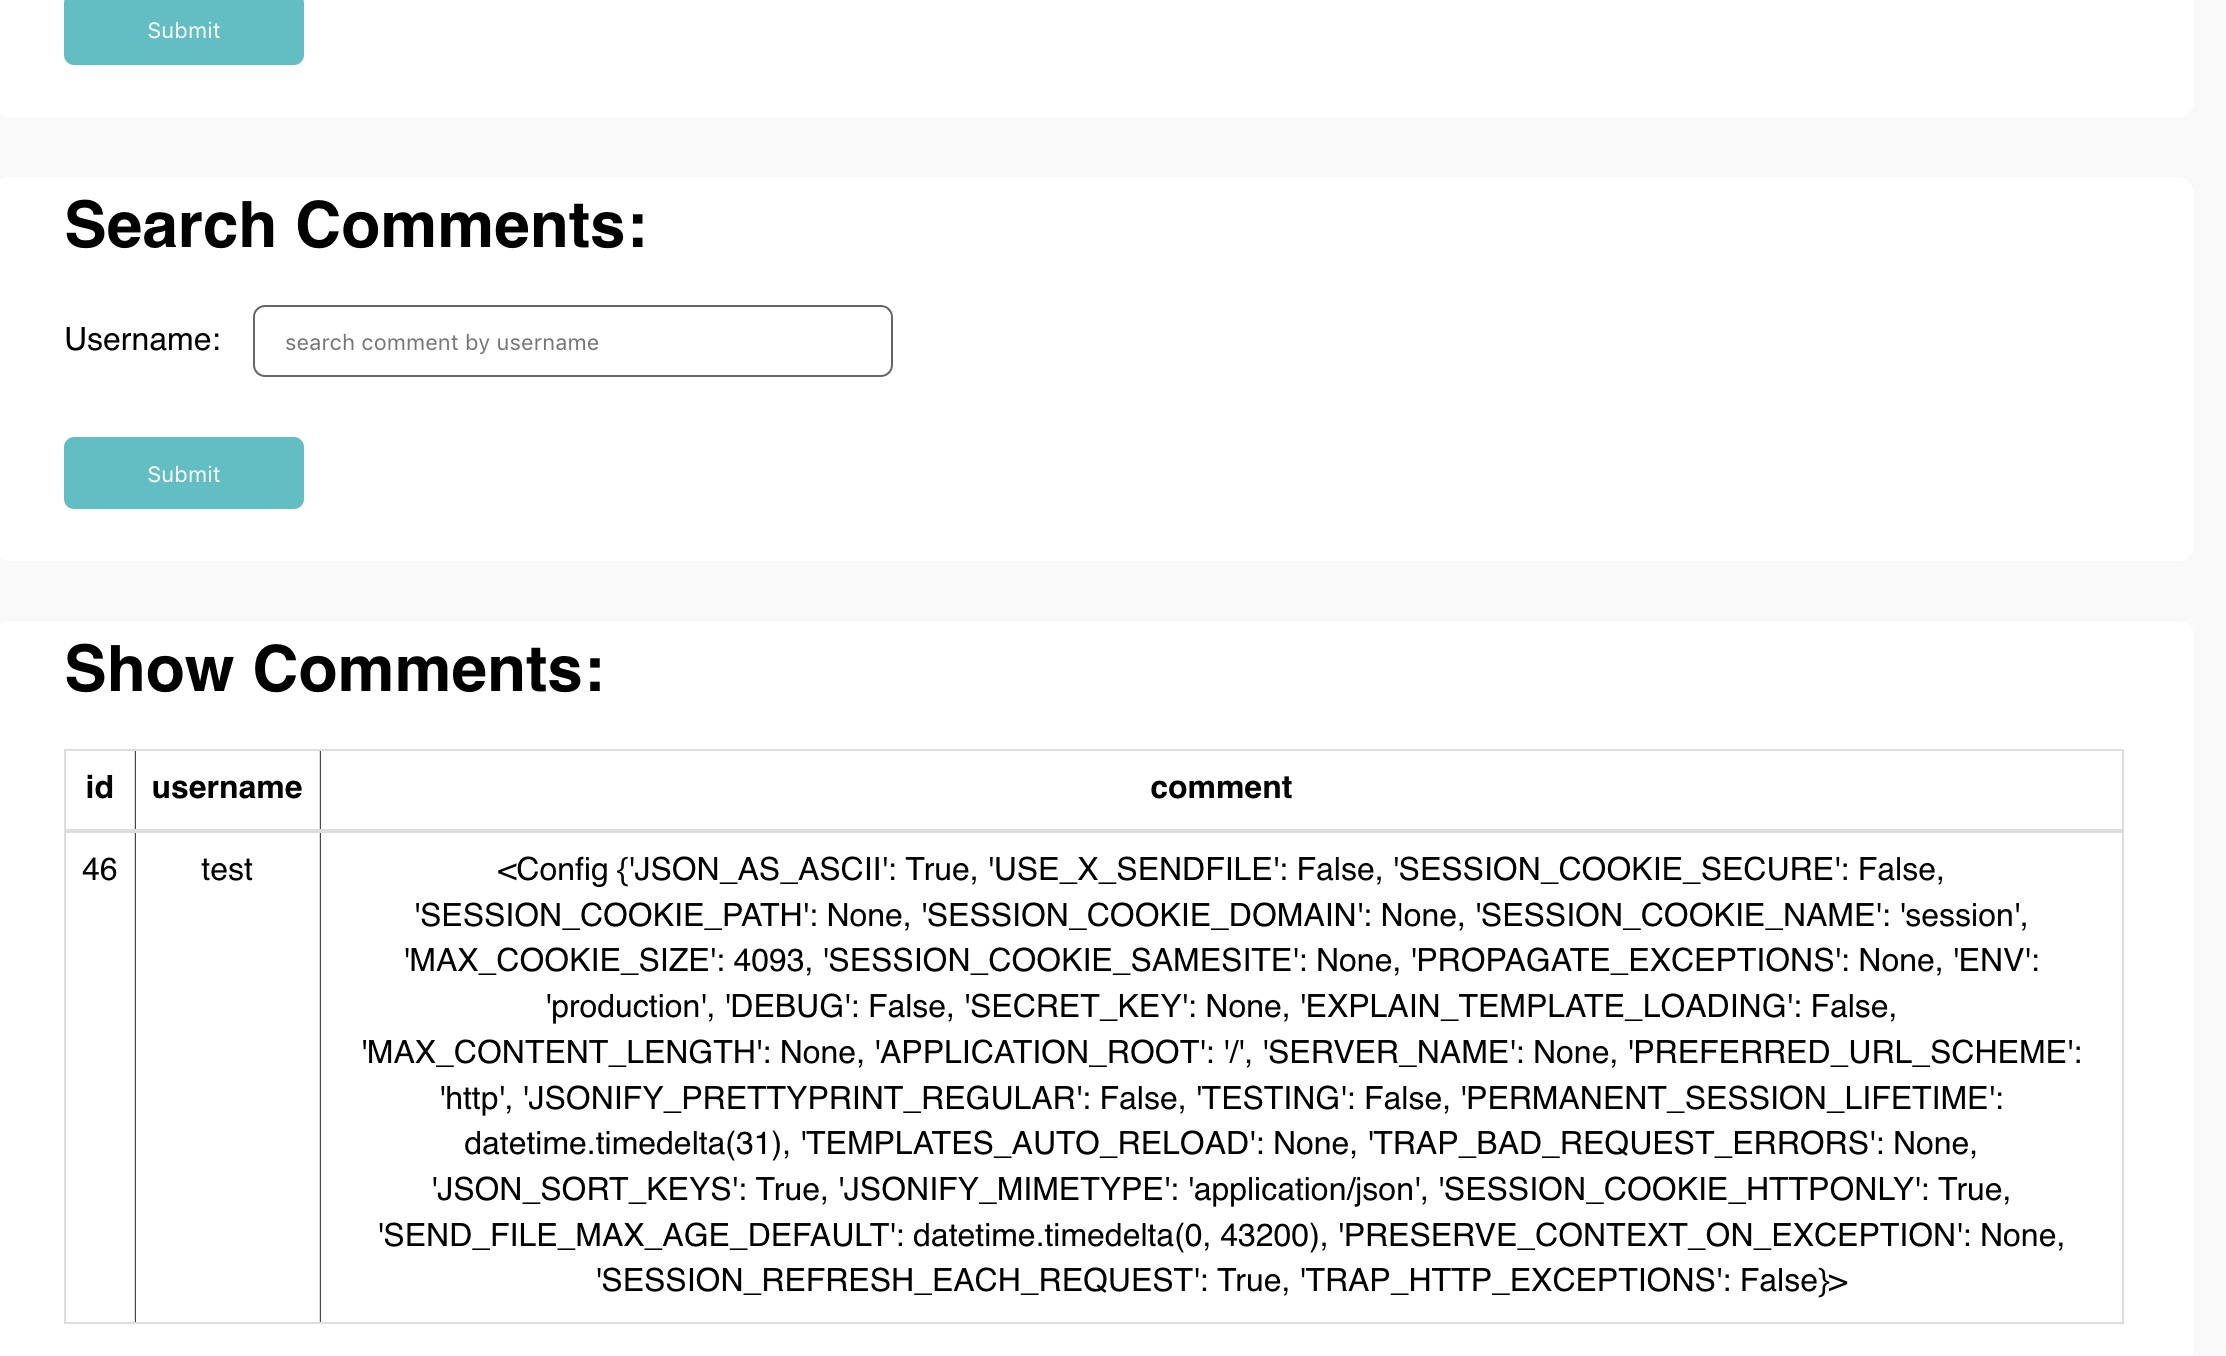 Submit
Search Comments:
Username:
search comment by username
Submit
Show Comments:
id username comment
46 test <Config {'JSON_AS_ASCII': True, 'USE_X_SENDFILE': False, 'SESSION_COOKIE_SECURE': False,
'SESSION_COOKIE_PATH': None, 'SESSION_COOKIE_DOMAIN': None, 'SESSION_COOKIE_NAME': 'session',
'MAX_COOKIE_SIZE': 4093, 'SESSION_COOKIE_SAMESITE': None, 'PROPAGATE_EXCEPTIONS': None, 'ENV':
'production', 'DEBUG': False, 'SECRET_KEY': None, 'EXPLAIN_TEMPLATE_LOADING': False,
'MAX_CONTENT_LENGTH': None, 'APPLICATION_ROOT': '/', 'SERVER_NAME': None, 'PREFERRED_URL_SCHEME':
'http', 'JSONIFY_PRETTYPRINT_REGULAR': False, 'TESTING': False, 'PERMANENT_SESSION_LIFETIME':
datetime.timedelta(31), 'TEMPLATES_AUTO_RELOAD': None, 'TRAP_BAD_REQUEST_ERRORS': None,
'JSON_SORT_KEYS': True, 'JSONIFY_MIMETYPE': 'application/json', 'SESSION_COOKIE_HTTPONLY': True,
'SEND_FILE_MAX_AGE_DEFAULT': datetime.timedelta(0, 43200), 'PRESERVE_CONTEXT_ON_EXCEPTION': None,
'SESSION_REFRESH_EACH_REQUEST': True, 'TRAP_HTTP_EXCEPTIONS': False}>